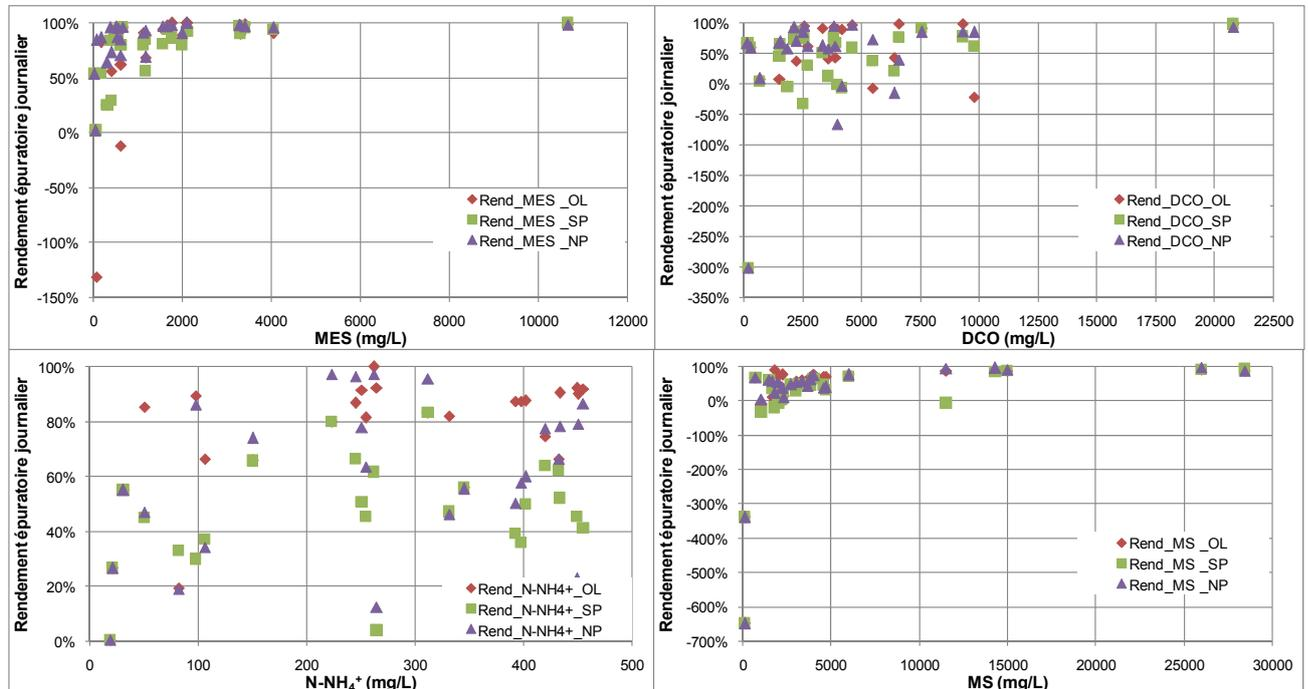 Rendement épuratoire journalier
100%
50%
0%
-50%
-100%
-150%
0 2000 4000 6000 8000 10000 12000
MES (mg/L)
Rend_MES _OL
Rend_MES _SP
Rend_MES _NP
Rendement épuratoire joirnalier
100%
50%
0%
-50%
-100%
-150%
-200%
-250%
-300%
-350%
0 2500 5000 7500 10000 12500 15000 17500 20000 22500
DCO (mg/L)
Rend_DCO_OL
Rend_DCO_SP
Rend_DCO_NP
Rendement épuratoire journalier
100%
80%
60%
40%
20%
0%
0 100 200 300 400 500
N-NH₄⁺ (mg/L)
Rend_N-NH4+_OL
Rend_N-NH4+_SP
Rend_N-NH4+_NP
Rendement épuratoire journalier
100%
0%
-100%
-200%
-300%
-400%
-500%
-600%
-700%
0 5000 10000 15000 20000 25000 30000
MS (mg/L)
Rend_MS _OL
Rend_MS _SP
Rend_MS _NP